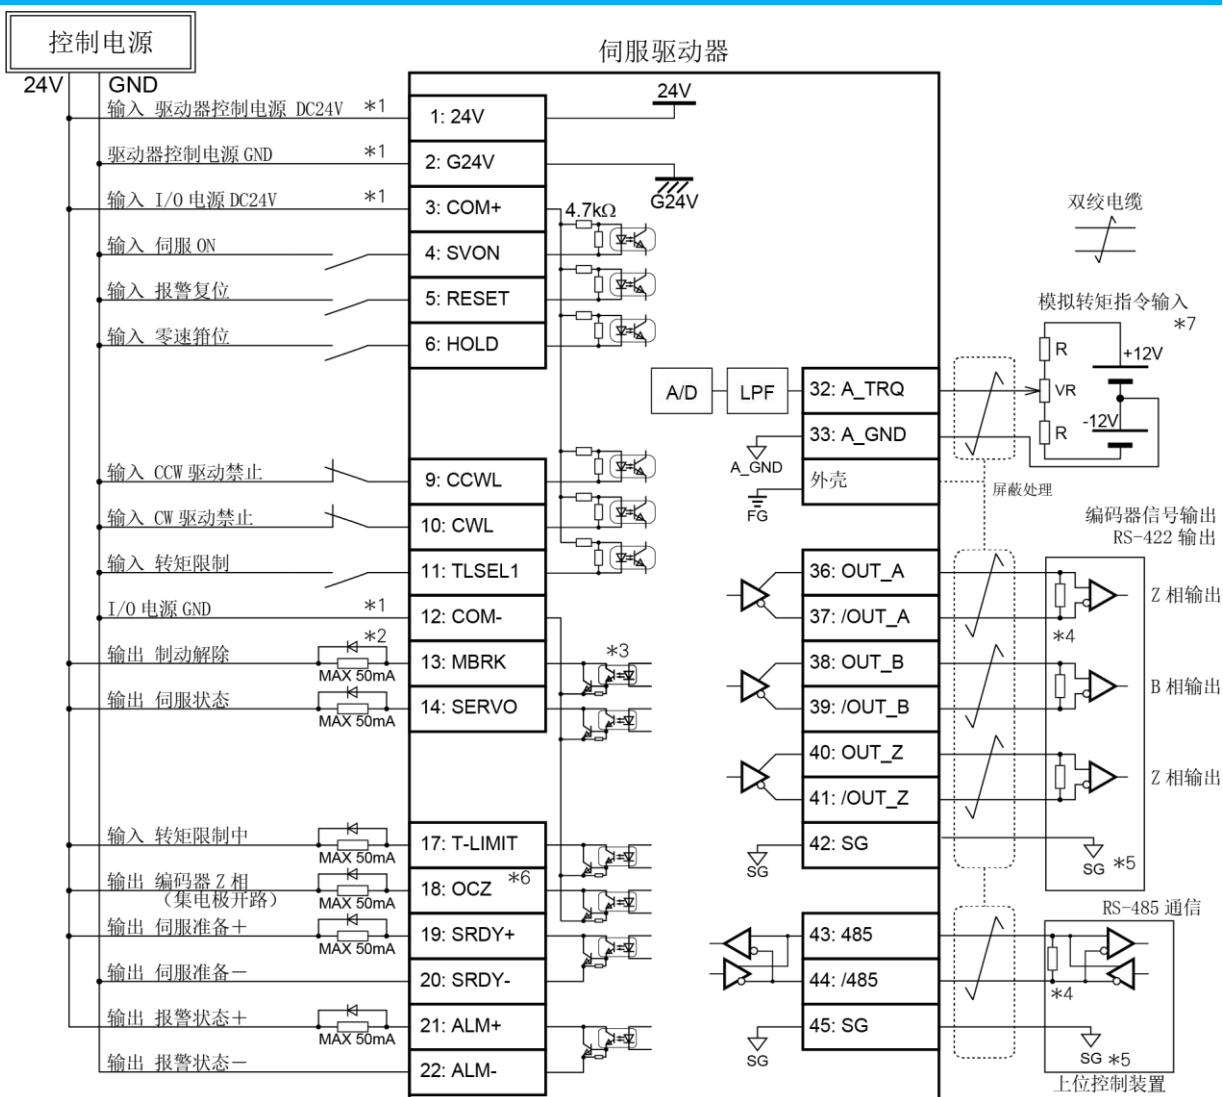 控制电源
伺服驱动器
24V GND
24V
输入 驱动器控制电源 DC24V *1
1: 24V
驱动器控制电源 GND *1
2: G24V
G24V
输入 I/O 电源 DC24V *1
3: COM+
4.7kΩ
双绞电缆
输入 伺服 ON
4: SVON
输入 报警复位
5: RESET
模拟转矩指令输入
*7
输入 零速箝位
6: HOLD
R
+12V
A/D
LPF
32: A_TRQ
VR
-12V
33: A_GND
R
A_GND
输入 CCW 驱动禁止
9: CCWL
外壳
屏蔽处理
FG
输入 CW 驱动禁止
10: CWL
编码器信号输出
RS-422 输出
输入 转矩限制
11: TLSEL1
36: OUT_A
Z 相输出
I/O 电源 GND *1
12: COM-
37: /OUT_A
*4
*2
*3
输出 制动解除
MAX 50mA
13: MBRK
38: OUT_B
B 相输出
输出 伺服状态
MAX 50mA
14: SERVO
39: /OUT_B
40: OUT_Z
Z 相输出
41: /OUT_Z
输入 转矩限制中
MAX 50mA
17: T-LIMIT
42: SG
SG
SG *5
输出 编码器 Z 相
（集电极开路）
MAX 50mA
18: OCZ *6
RS-485 通信
输出 伺服准备＋
MAX 50mA
19: SRDY+
43: 485
输出 伺服准备－
20: SRDY-
44: /485
*4
输出 报警状态＋
MAX 50mA
21: ALM+
45: SG
SG
SG *5
输出 报警状态－
22: ALM-
上位控制装置